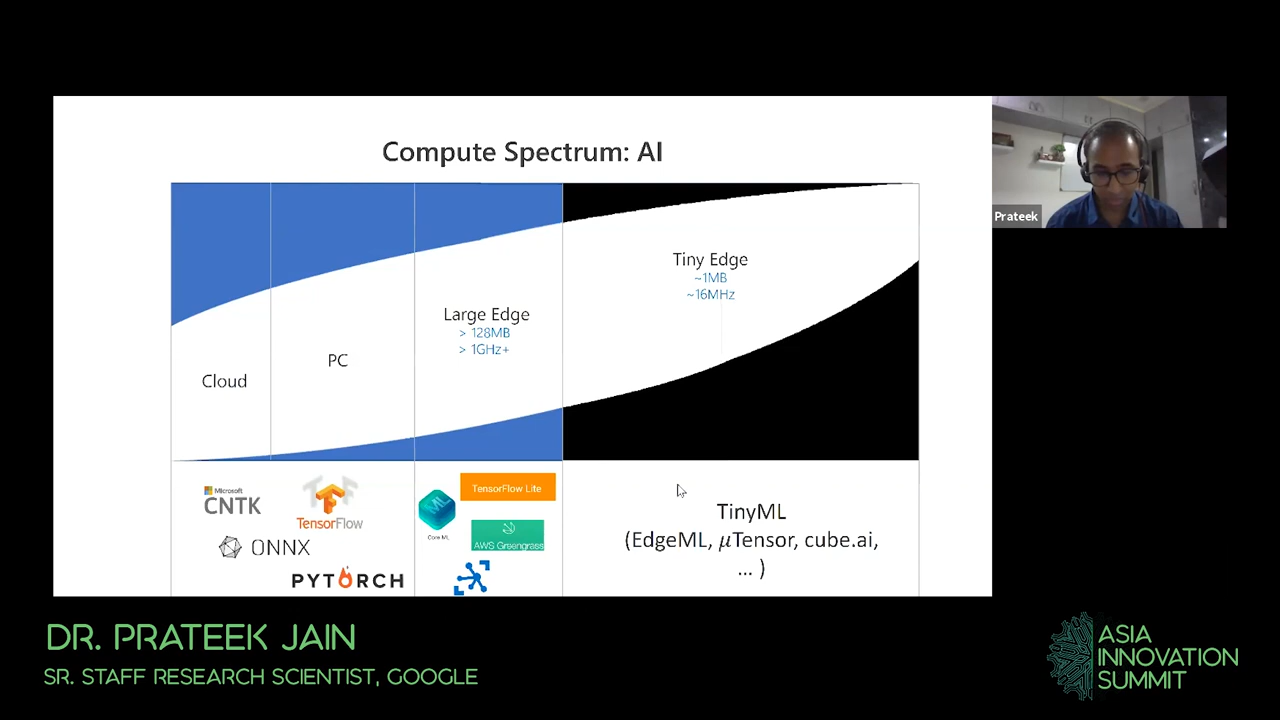 Compute Spectrum: AI
Cloud
PC
Large Edge
> 128MB
> 1GHz+
Tiny Edge
~1MB
~16MHz
Microsoft
CNTK
TensorFlow
ONNX
PYTORCH
ML
Core ML
TensorFlow Lite
AWS Greengrass
TinyML
(EdgeML, 𝜇Tensor, cube.ai,
... )
Prateek
DR. PRATEEK JAIN
SR. STAFF RESEARCH SCIENTIST, GOOGLE
ASIA
INNOVATION
SUMMIT